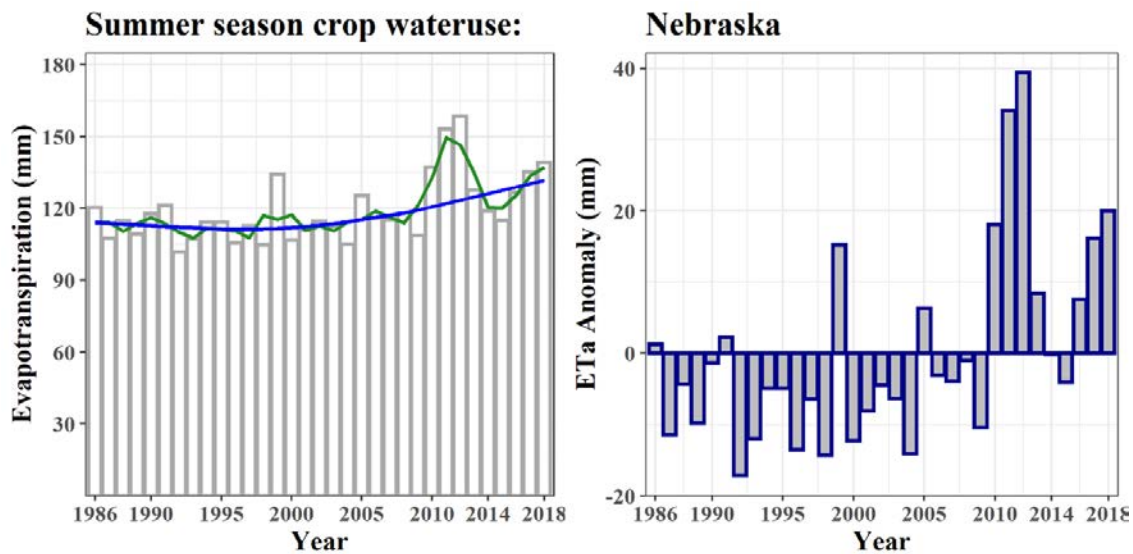 Summer season crop wateruse:
Evapotranspiration (mm)
180
150
120
90
60
30
1986 1990 1995 2000 2005 2010 2014 2018
Year
Nebraska
ETa Anomaly (mm)
40
20
0
-20
1986 1990 1995 2000 2005 2010 2014 2018
Year